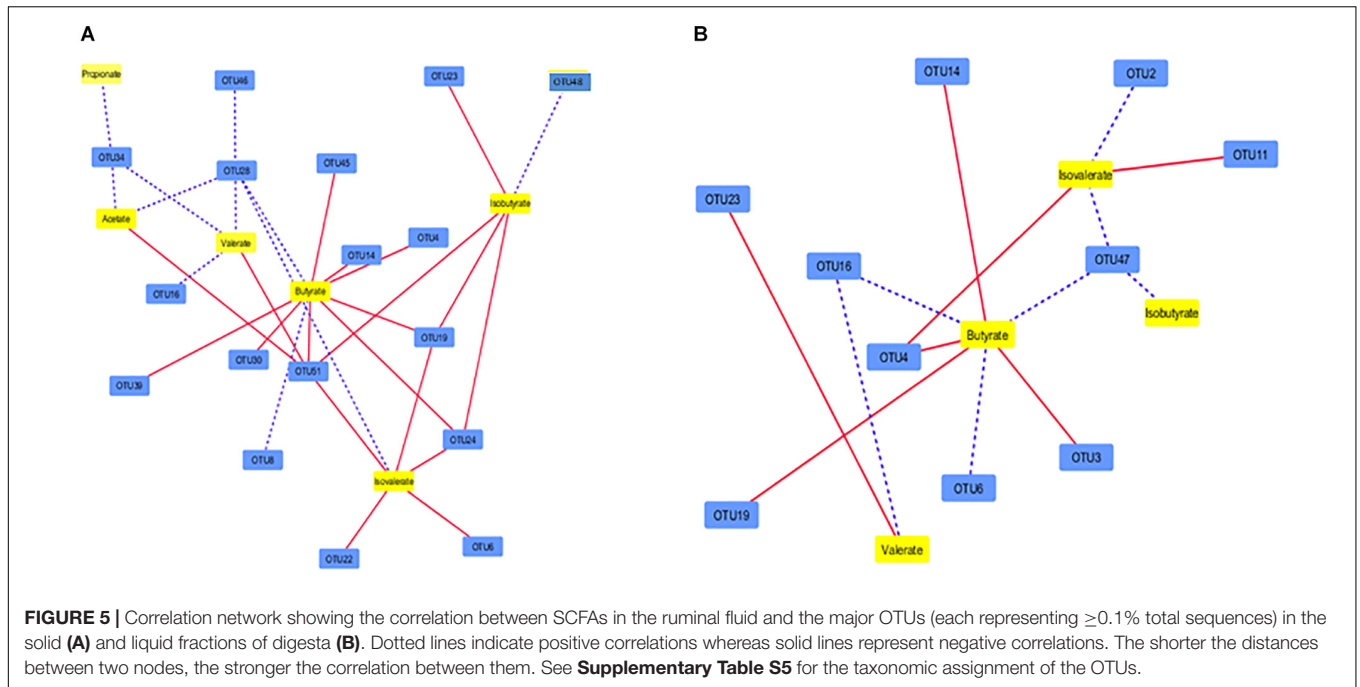 A
B
Propionate
OTU46
OTU23
OTU48
OTU34
OTU28
OTU45
Acetate
Valerate
Isobutyrate
OTU14
OTU4
OTU16
Butyrate
OTU19
OTU30
OTU51
OTU39
OTU8
OTU24
Isovalerate
OTU22
OTU6
OTU14
OTU2
Isovalerate
OTU11
OTU23
OTU16
OTU47
Isobutyrate
Butyrate
OTU4
OTU3
OTU6
OTU19
Valerate
FIGURE 5 | Correlation network showing the correlation between SCFAs in the ruminal fluid and the major OTUs (each representing ≥0.1% total sequences) in the
solid (A) and liquid fractions of digesta (B). Dotted lines indicate positive correlations whereas solid lines represent negative correlations. The shorter the distances
between two nodes, the stronger the correlation between them. See Supplementary Table S5 for the taxonomic assignment of the OTUs.